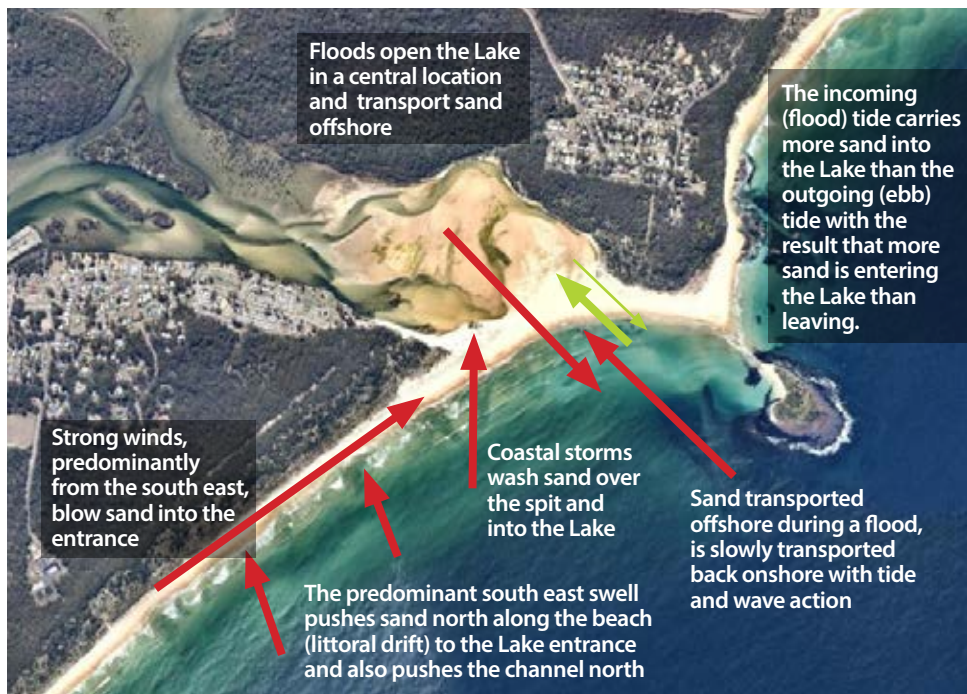 Floods open the Lake
in a central location
and transport sand
offshore
The incoming
(flood) tide carries
more sand into
the Lake than the
outgoing (ebb)
tide with the
result that more
sand is entering
the Lake than
leaving.
Strong winds,
predominantly
from the south east,
blow sand into the
entrance
Coastal storms
wash sand over
the spit and
into the Lake
Sand transported
offshore during a flood,
is slowly transported
back onshore with tide
and wave action
The predominant south east swell
pushes sand north along the beach
(littoral drift) to the Lake entrance
and also pushes the channel north